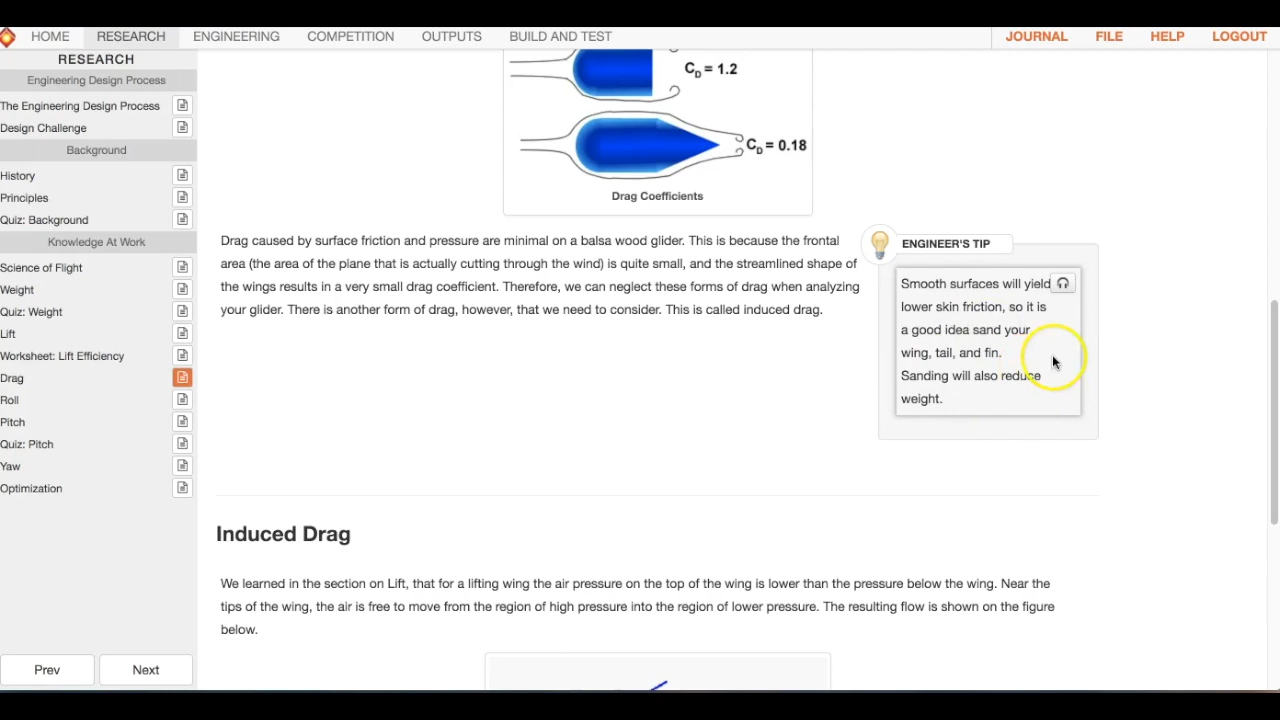 HOME RESEARCH ENGINEERING COMPETITION OUTPUTS BUILD AND TEST JOURNAL FILE HELP LOGOUT
RESEARCH
Engineering Design Process
The Engineering Design Process
Design Challenge
Background
History
Principles
Quiz: Background
Knowledge At Work
Science of Flight
Weight
Quiz: Weight
Lift
Worksheet: Lift Efficiency
Drag
Roll
Pitch
Quiz: Pitch
Yaw
Optimization
Prev Next
CD = 1.2
CD = 0.18
Drag Coefficients
Drag caused by surface friction and pressure are minimal on a balsa wood glider. This is because the frontal
area (the area of the plane that is actually cutting through the wind) is quite small, and the streamlined shape of
the wings results in a very small drag coefficient. Therefore, we can neglect these forms of drag when analyzing
your glider. There is another form of drag, however, that we need to consider. This is called induced drag.
ENGINEER'S TIP
Smooth surfaces will yield
lower skin friction, so it is
a good idea sand your
wing, tail, and fin.
Sanding will also reduce
weight.
Induced Drag
We learned in the section on Lift, that for a lifting wing the air pressure on the top of the wing is lower than the pressure below the wing. Near the
tips of the wing, the air is free to move from the region of high pressure into the region of lower pressure. The resulting flow is shown on the figure
below.